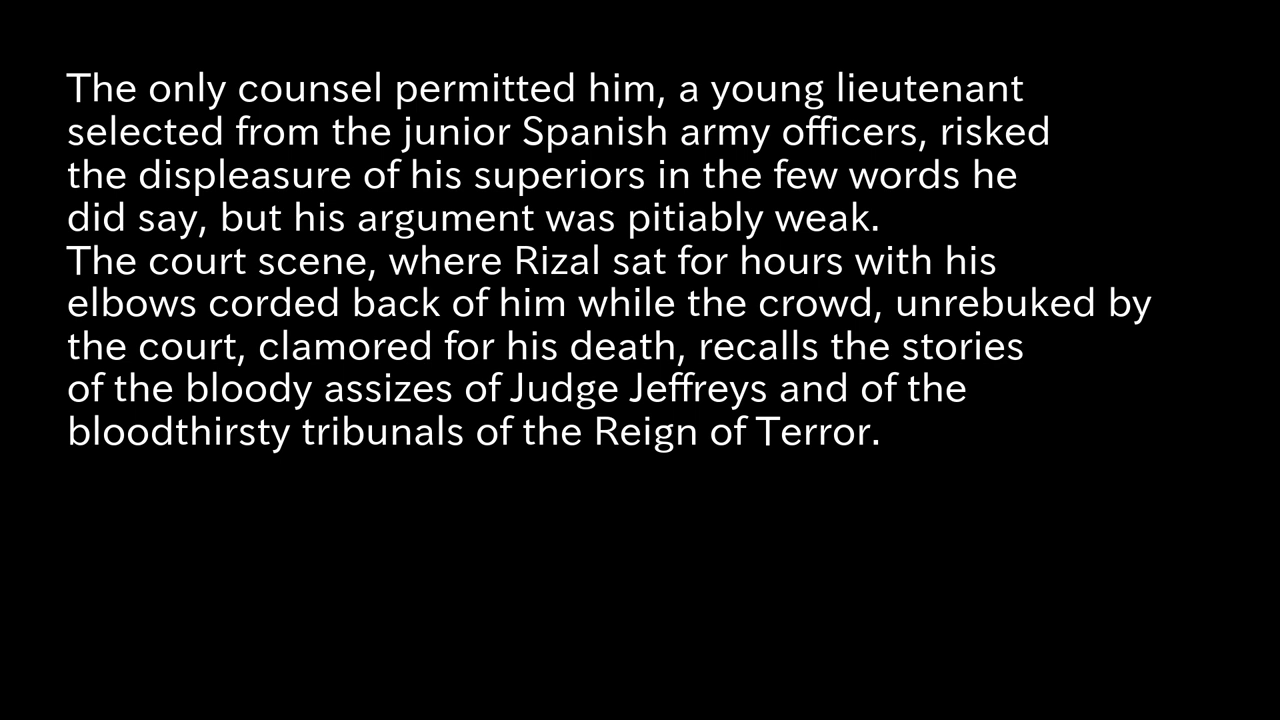 The only counsel permitted him, a young lieutenant
selected from the junior Spanish army officers, risked
the displeasure of his superiors in the few words he
did say, but his argument was pitiably weak.
The court scene, where Rizal sat for hours with his
elbows corded back of him while the crowd, unrebuked by
the court, clamored for his death, recalls the stories
of the bloody assizes of Judge Jeffreys and of the
bloodthirsty tribunals of the Reign of Terror.